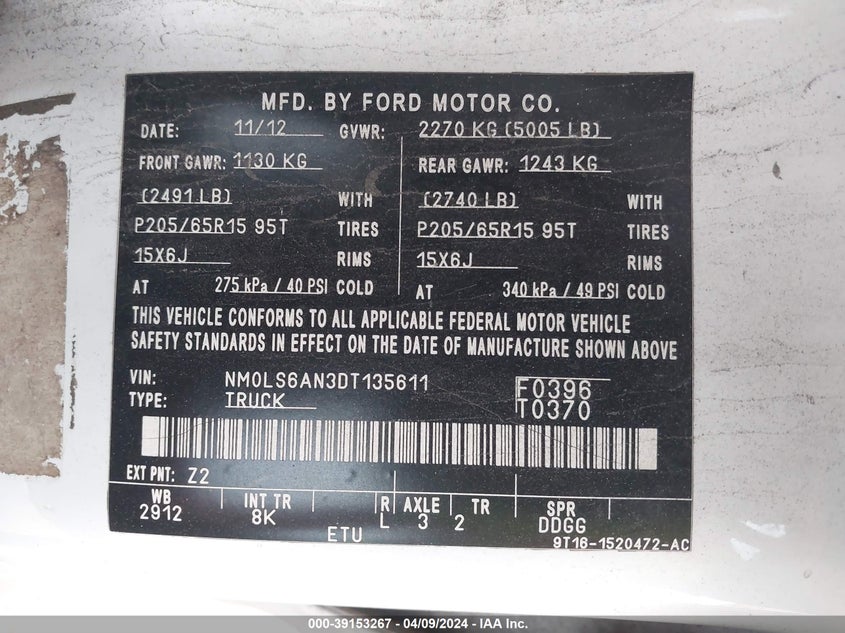 MFD. BY FORD MOTOR CO.
DATE: 11/12 GVWR: 2270 KG (5005 LB)
FRONT GAWR: 1130 KG REAR GAWR: 1243 KG
(2491 LB) WITH (2740 LB) WITH
P205/65R15 95T TIRES P205/65R15 95T TIRES
15X6J RIMS 15X6J RIMS
AT 275 kPa / 40 PSI COLD AT 340 kPa / 49 PSI COLD
THIS VEHICLE CONFORMS TO ALL APPLICABLE FEDERAL MOTOR VEHICLE
SAFETY STANDARDS IN EFFECT ON THE DATE OF MANUFACTURE SHOWN ABOVE
VIN: NM0LS6AN3DT135611 F0396
TYPE: TRUCK T0370
EXT PNT: Z2
WB INT TR R AXLE TR SPR
2912 8K L 3 2 DDGG
ETU 9T16-1520472-AC
000-39153267 - 04/09/2024 - IAA Inc.